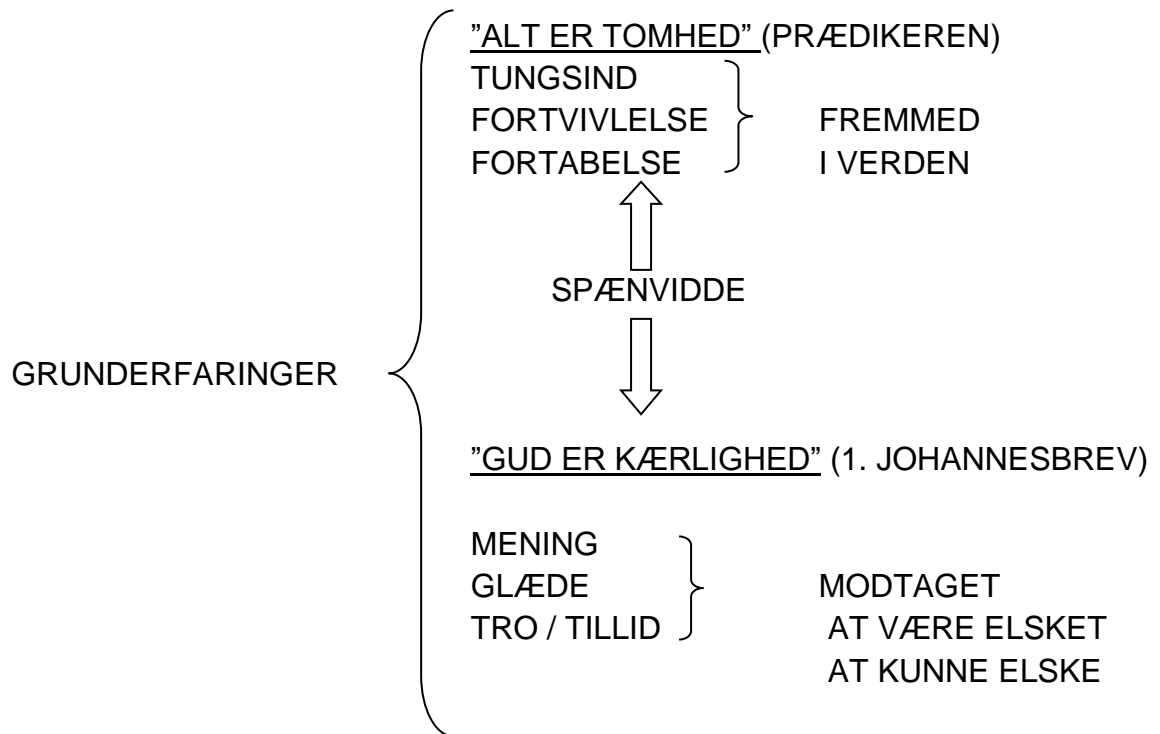 ”ALT ER TOMHED” (PRÆDIKEREN)
TUNGSIND
FORTVIVLELSE FREMMED
FORTABELSE I VERDEN
SPÆNVIDDE
GRUNDERFARINGER
”GUD ER KÆRLIGHED” (1. JOHANNESBREV)
MENING
GLÆDE MODTAGET
TRO / TILLID AT VÆRE ELSKET
AT KUNNE ELSKE